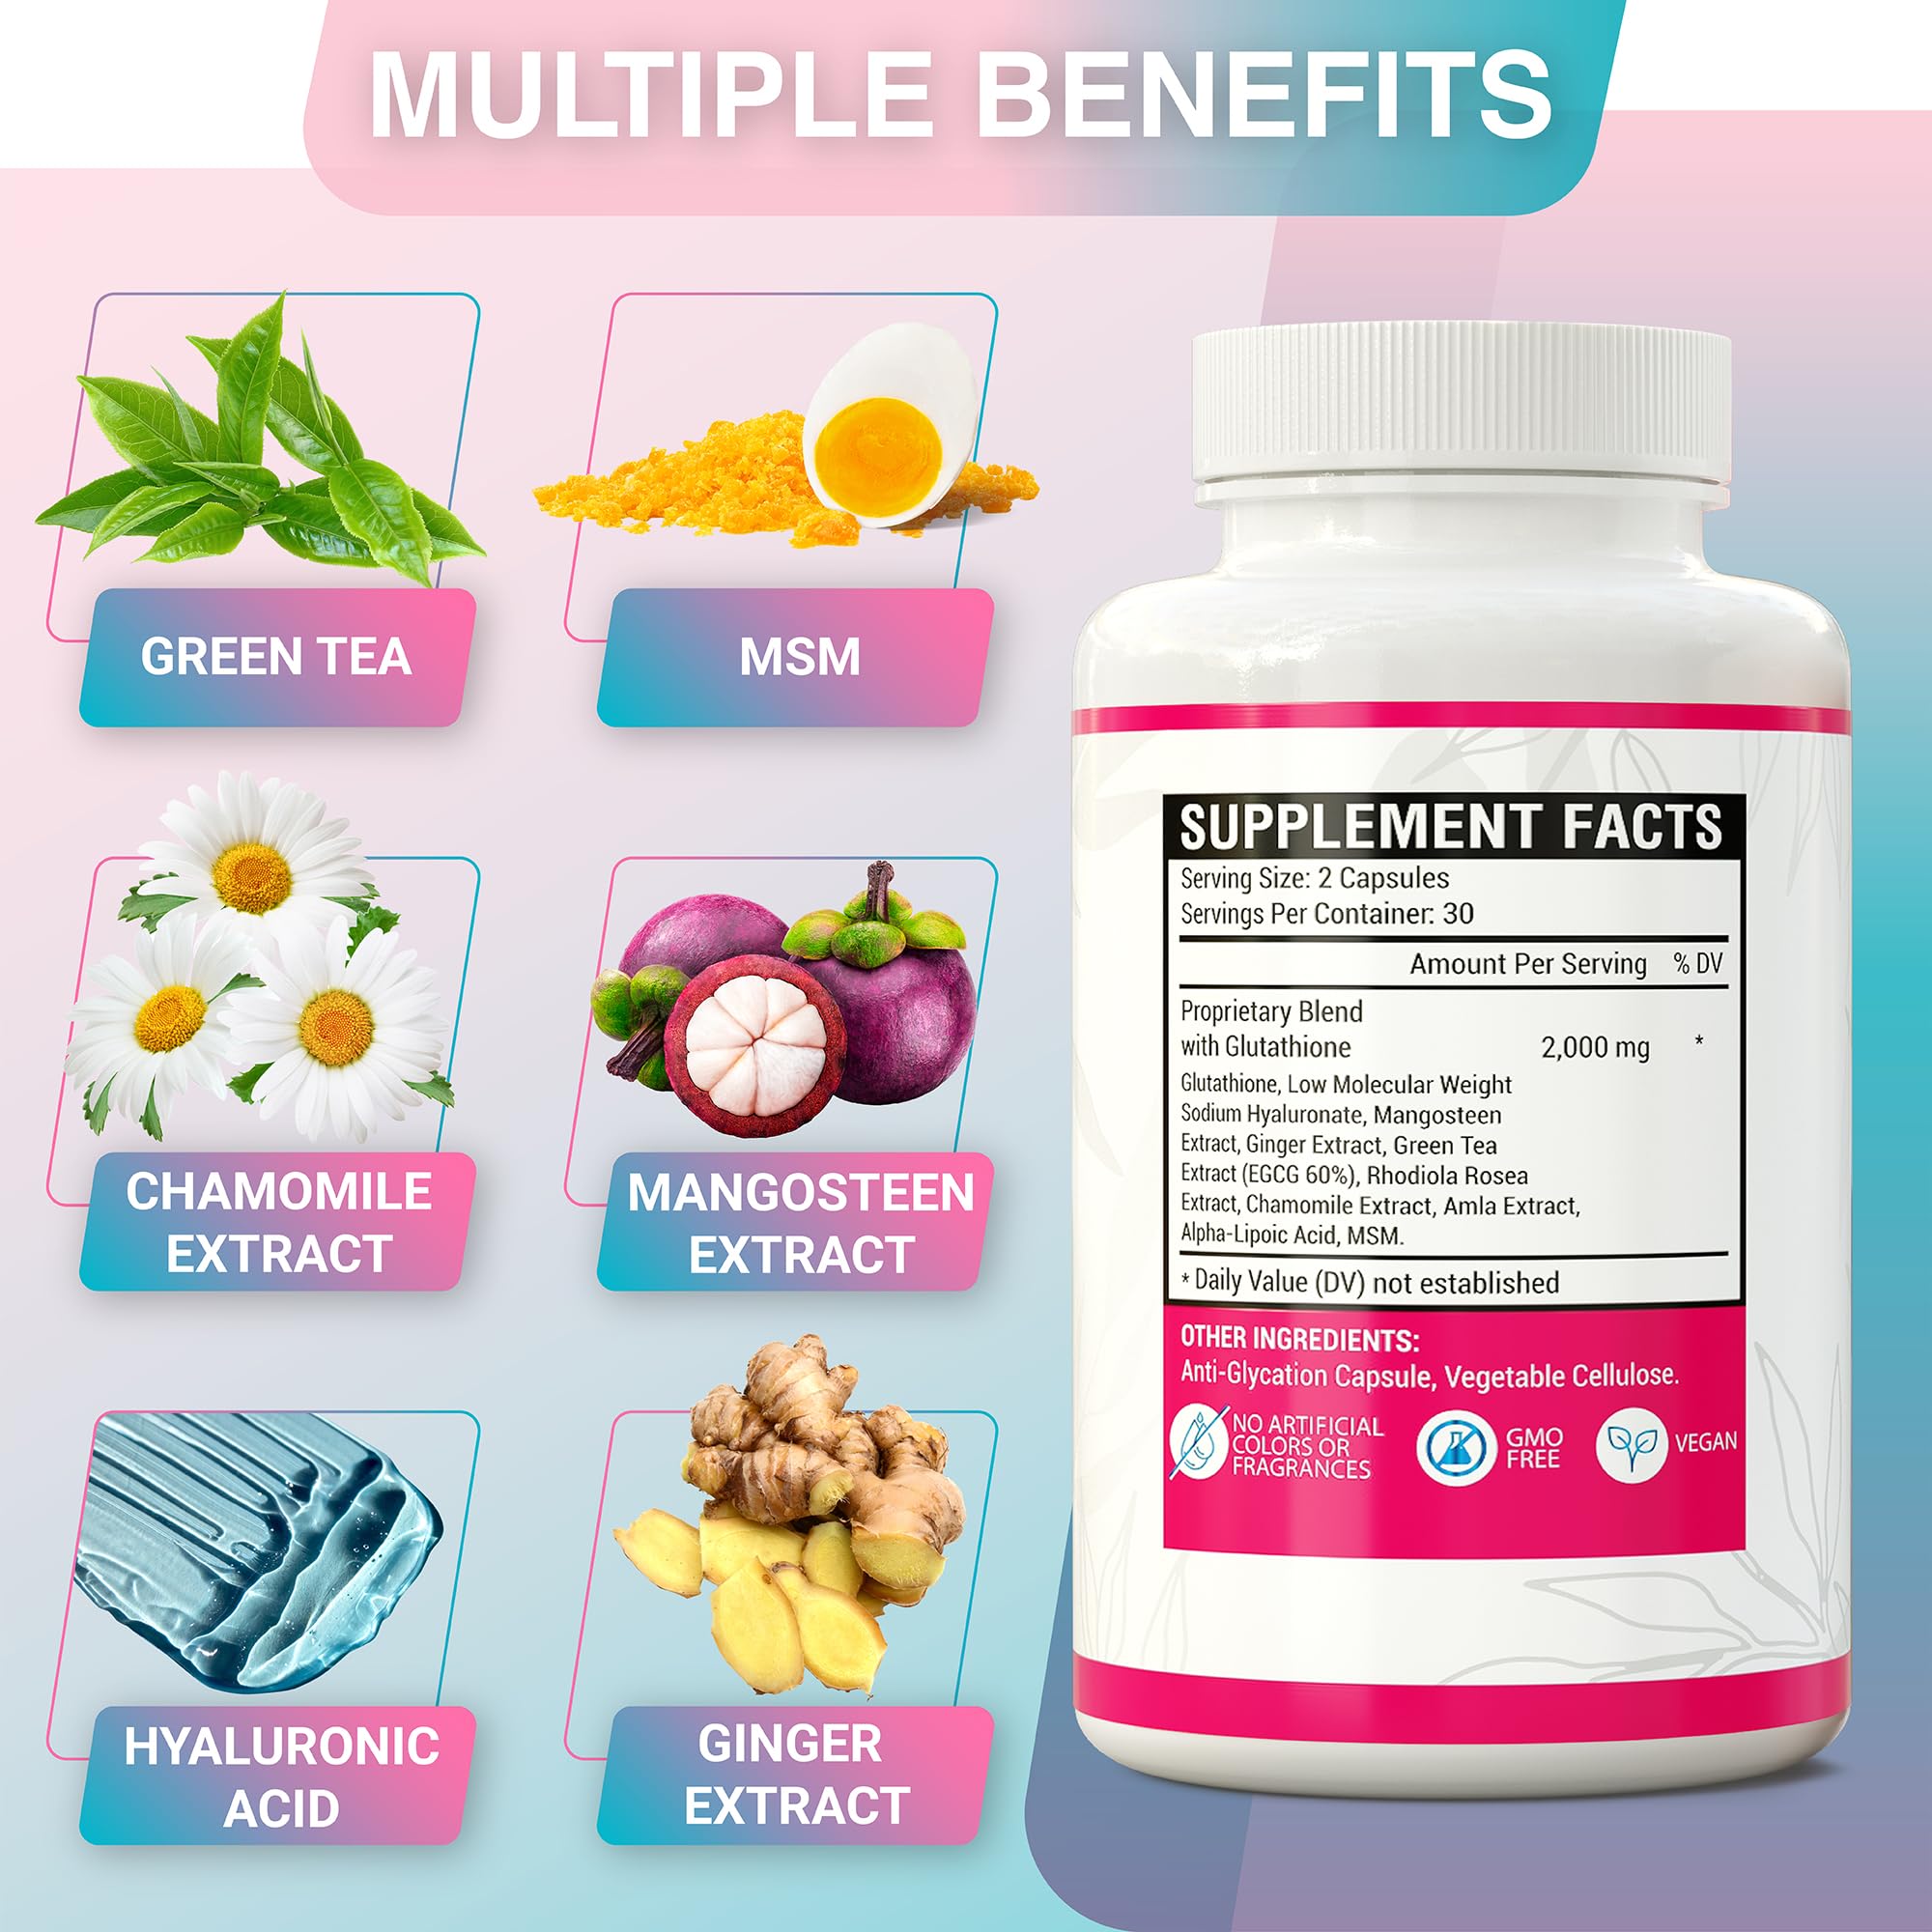 MULTIPLE BENEFITS
GREEN TEA
MSM
CHAMOMILE
EXTRACT
MANGOSTEEN
EXTRACT
HYALURONIC
ACID
GINGER
EXTRACT
SUPPLEMENT FACTS
Serving Size: 2 Capsules
Servings Per Container: 30
Amount Per Serving % DV
Proprietary Blend
with Glutathione 2,000 mg *
Glutathione, Low Molecular Weight
Sodium Hyaluronate, Mangosteen
Extract, Ginger Extract, Green Tea
Extract (EGCG 60%), Rhodiola Rosea
Extract, Chamomile Extract, Amla Extract,
Alpha-Lipoic Acid, MSM.
* Daily Value (DV) not established
OTHER INGREDIENTS:
Anti-Glycation Capsule, Vegetable Cellulose.
NO ARTIFICIAL
COLORS OR
FRAGRANCES
GMO
FREE
VEGAN